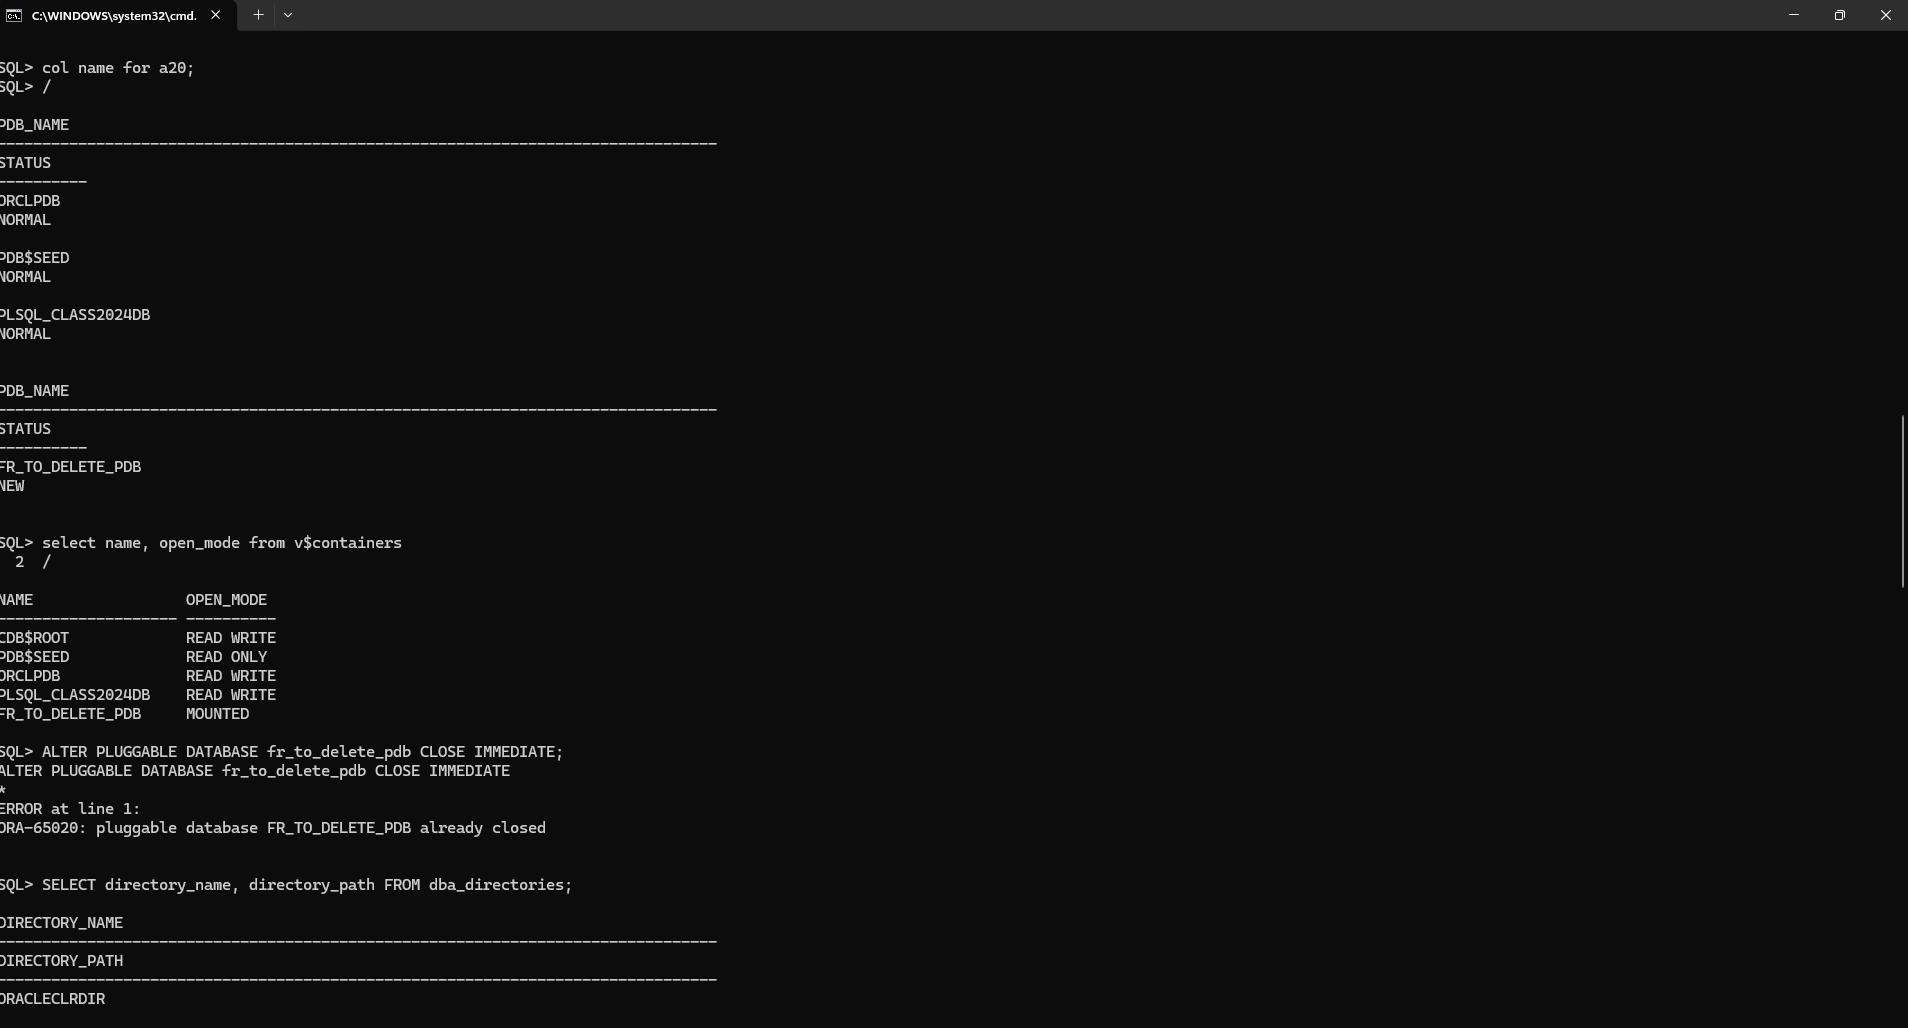 C:\WINDOWS\system32\cmd.
SQL> col name for a20;
SQL> /
PDB_NAME
--------------------------------------------------------------------------------
STATUS
----------
ORCLPDB
NORMAL
PDB$SEED
NORMAL
PLSQL_CLASS2024DB
NORMAL
PDB_NAME
--------------------------------------------------------------------------------
STATUS
----------
FR_TO_DELETE_PDB
NEW
SQL> select name, open_mode from v$containers
  2  /
NAME                 OPEN_MODE
-------------------- ----------
CDB$ROOT             READ WRITE
PDB$SEED             READ ONLY
ORCLPDB              READ WRITE
PLSQL_CLASS2024DB    READ WRITE
FR_TO_DELETE_PDB     MOUNTED
SQL> ALTER PLUGGABLE DATABASE fr_to_delete_pdb CLOSE IMMEDIATE;
ALTER PLUGGABLE DATABASE fr_to_delete_pdb CLOSE IMMEDIATE
*
ERROR at line 1:
ORA-65020: pluggable database FR_TO_DELETE_PDB already closed
SQL> SELECT directory_name, directory_path FROM dba_directories;
DIRECTORY_NAME
--------------------------------------------------------------------------------
DIRECTORY_PATH
--------------------------------------------------------------------------------
ORACLECLRDIR